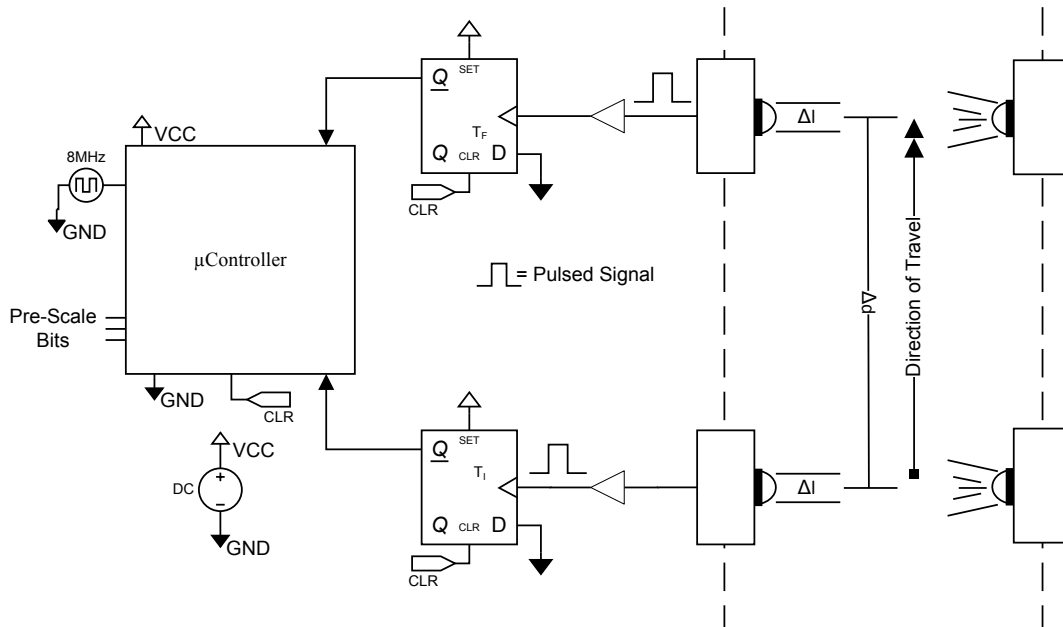 Q
SET
T_F
Q
CLR
D
CLR
Δl
VCC
8MHz
GND
µController
Pre-Scale
Bits
GND
CLR
= Pulsed Signal
Δd
Direction of Travel
VCC
DC
+
−
GND
Q
SET
T_I
Q
CLR
D
CLR
Δl